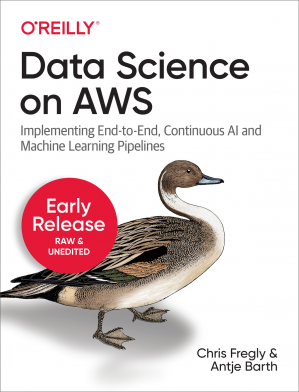 O'REILLY®
Data Science
on AWS
Implementing End-to-End, Continuous AI and
Machine Learning Pipelines
Early
Release
RAW &
UNEDITED
Chris Fregly &
Antje Barth